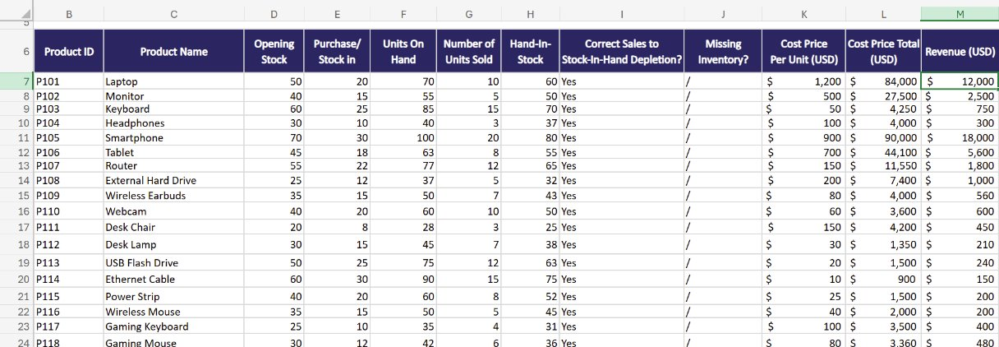 B C D E F G H I J K L M
5
6 Product ID Product Name Opening Stock Purchase/ Stock in Units On Hand Number of Units Sold Hand-In-Stock Correct Sales to Stock-In-Hand Depletion? Missing Inventory? Cost Price Per Unit (USD) Cost Price Total (USD) Revenue (USD)
7 P101 Laptop 50 20 70 10 60 Yes / $ 1,200 $ 84,000 $ 12,000
8 P102 Monitor 40 15 55 5 50 Yes / $ 500 $ 27,500 $ 2,500
9 P103 Keyboard 60 25 85 15 70 Yes / $ 50 $ 4,250 $ 750
10 P104 Headphones 30 10 40 3 37 Yes / $ 100 $ 4,000 $ 300
11 P105 Smartphone 70 30 100 20 80 Yes / $ 900 $ 90,000 $ 18,000
12 P106 Tablet 45 18 63 8 55 Yes / $ 700 $ 44,100 $ 5,600
13 P107 Router 55 22 77 12 65 Yes / $ 150 $ 11,550 $ 1,800
14 P108 External Hard Drive 25 12 37 5 32 Yes / $ 200 $ 7,400 $ 1,000
15 P109 Wireless Earbuds 35 15 50 7 43 Yes / $ 80 $ 4,000 $ 560
16 P110 Webcam 40 20 60 10 50 Yes / $ 60 $ 3,600 $ 600
17 P111 Desk Chair 20 8 28 3 25 Yes / $ 150 $ 4,200 $ 450
18 P112 Desk Lamp 30 15 45 7 38 Yes / $ 30 $ 1,350 $ 210
19 P113 USB Flash Drive 50 25 75 12 63 Yes / $ 20 $ 1,500 $ 240
20 P114 Ethernet Cable 60 30 90 15 75 Yes / $ 10 $ 900 $ 150
21 P115 Power Strip 40 20 60 8 52 Yes / $ 25 $ 1,500 $ 200
22 P116 Wireless Mouse 35 15 50 5 45 Yes / $ 40 $ 2,000 $ 200
23 P117 Gaming Keyboard 25 10 35 4 31 Yes / $ 100 $ 3,500 $ 400
24 P118 Gaming Mouse 30 12 42 6 36 Yes / $ 80 $ 3,360 $ 480